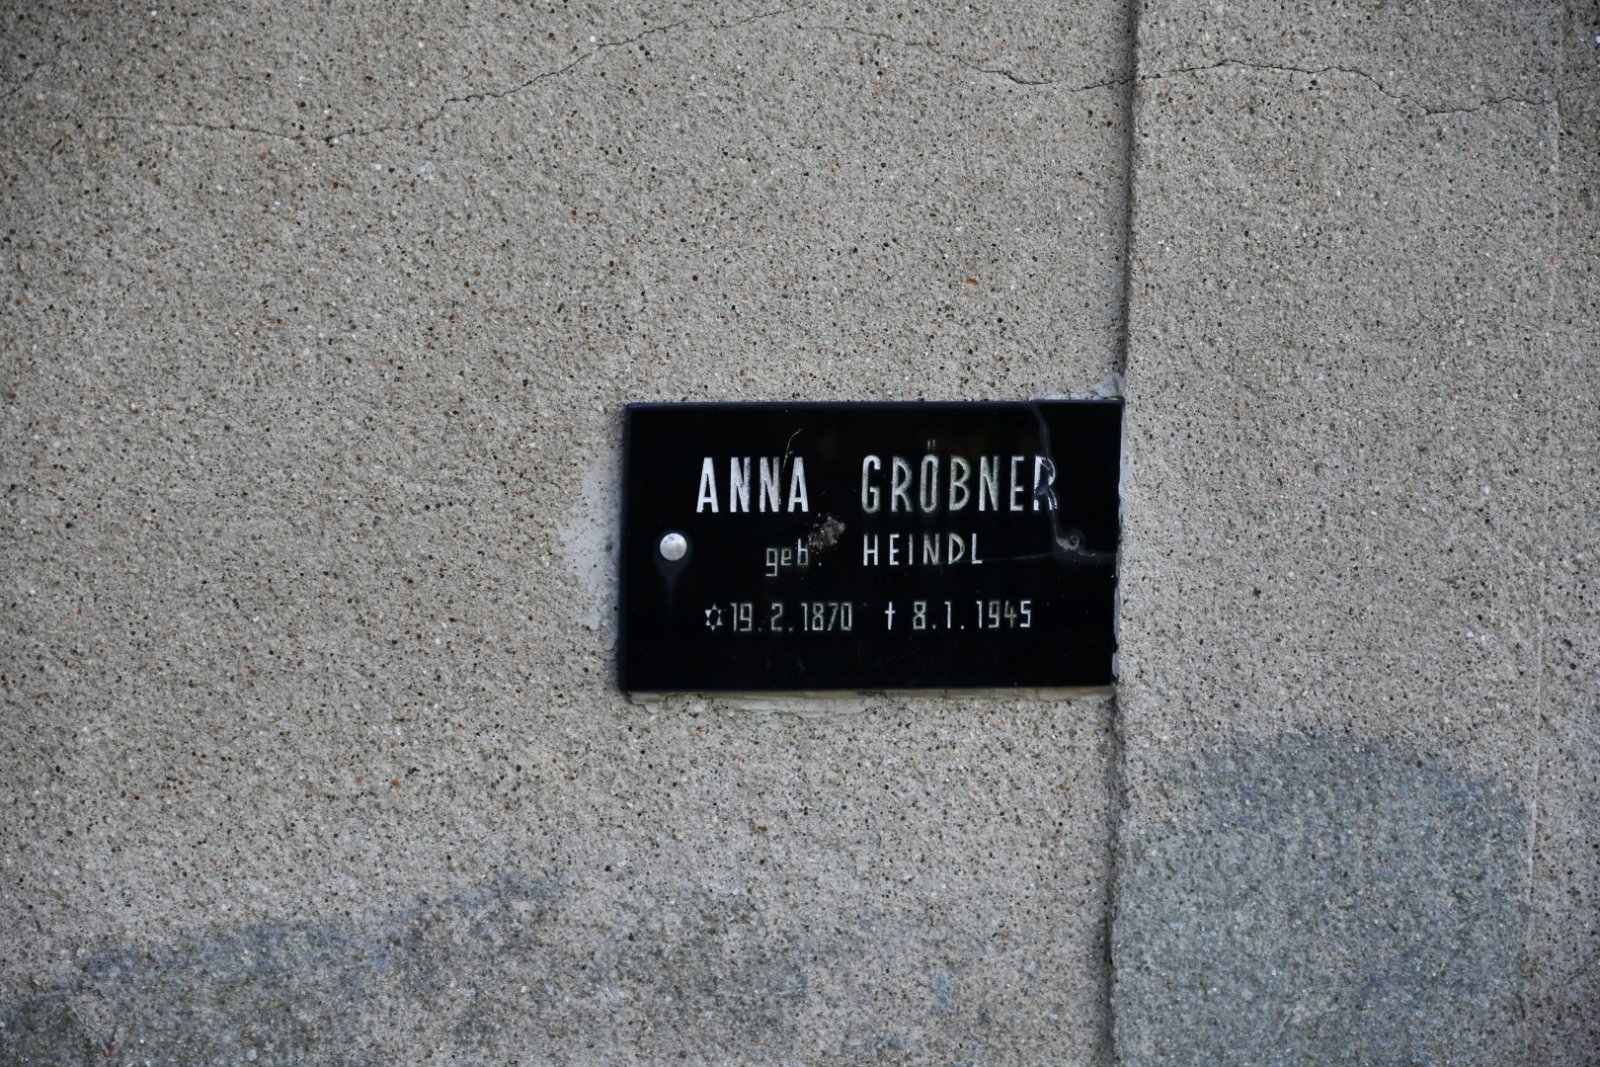 ANNA GRÖBNER
geb. HEINDL
✡19.2.1870 †8.1.1945